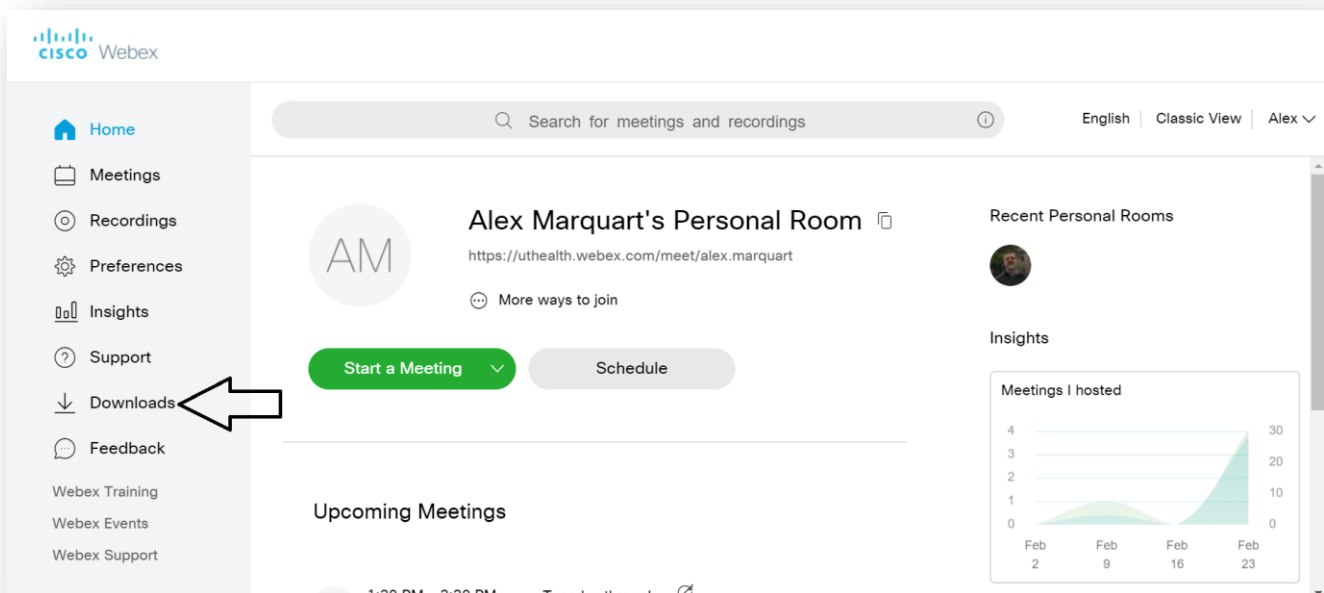 cisco Webex
Home
Meetings
Recordings
Preferences
Insights
Support
Downloads
Feedback
Webex Training
Webex Events
Webex Support
Search for meetings and recordings
English Classic View Alex
AM
Alex Marquart's Personal Room
https://uthealth.webex.com/meet/alex.marquart
More ways to join
Start a Meeting
Schedule
Upcoming Meetings
Recent Personal Rooms
Insights
Meetings I hosted
4 30
3 20
2 10
1
0 0
Feb Feb Feb Feb
2 9 16 23